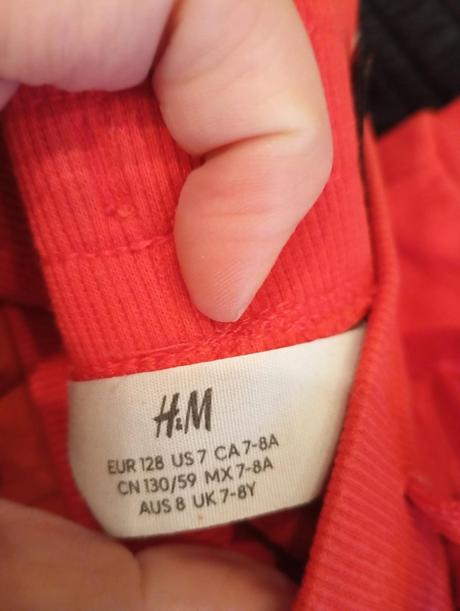 H&M
EUR 128 US 7 CA 7-8A
CN 130/59 MX 7-8A
AUS 8 UK 7-8Y